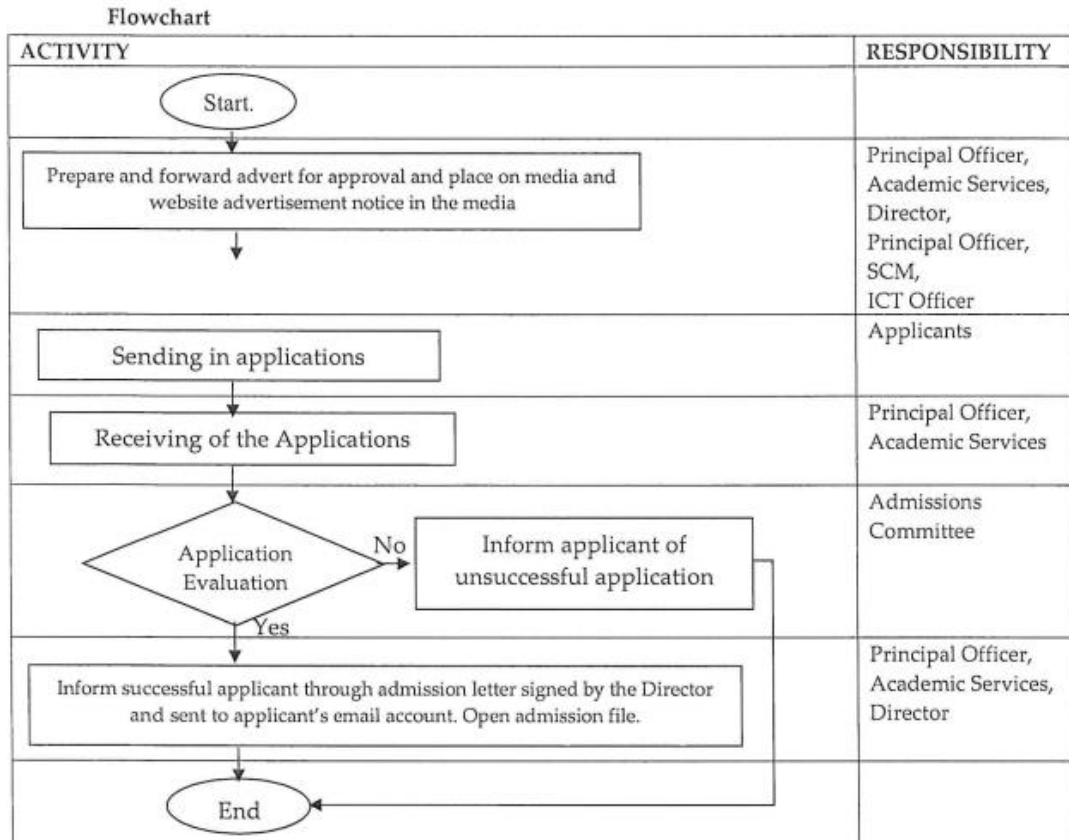 Flowchart
ACTIVITY
RESPONSIBILITY
Start.
Prepare and forward advert for approval and place on media and
website advertisement notice in the media
Principal Officer,
Academic Services,
Director,
Principal Officer,
SCM,
ICT Officer
Sending in applications
Applicants
Receiving of the Applications
Principal Officer,
Academic Services
Application
Evaluation
No
Inform applicant of
unsuccessful application
Admissions
Committee
Yes
Inform successful applicant through admission letter signed by the Director
and sent to applicant's email account. Open admission file.
Principal Officer,
Academic Services,
Director
End